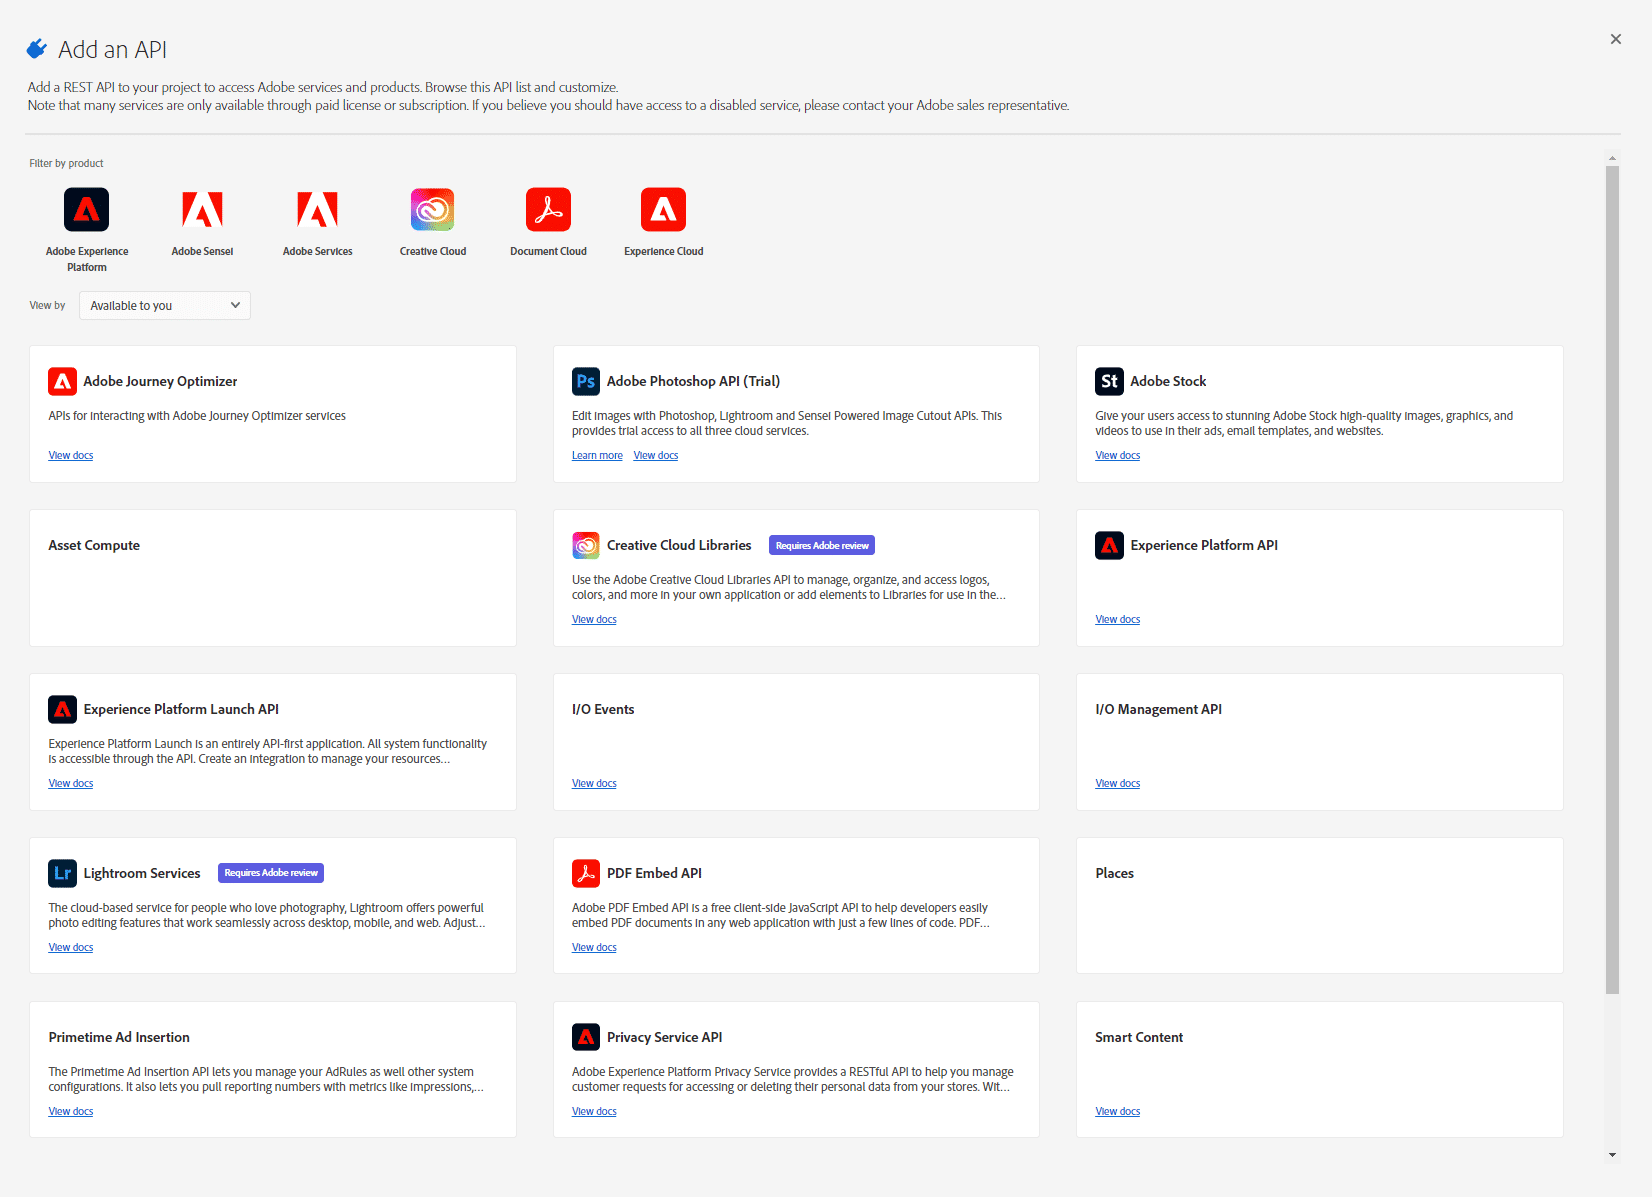 Add an API
Add a REST API to your project to access Adobe services and products. Browse this API list and customize.
Note that many services are only available through paid license or subscription. If you believe you should have access to a disabled service, please contact your Adobe sales representative.
Filter by product
Adobe Experience
Platform
Adobe Sensei
Adobe Services
Creative Cloud
Document Cloud
Experience Cloud
View by
Available to you
Adobe Journey Optimizer
APIs for interacting with Adobe Journey Optimizer services
View docs
Ps Adobe Photoshop API (Trial)
Edit images with Photoshop, Lightroom and Sensei Powered Image Cutout APIs. This
provides trial access to all three cloud services.
Learn more View docs
St Adobe Stock
Give your users access to stunning Adobe Stock high-quality images, graphics, and
videos to use in their ads, email templates, and websites.
View docs
Asset Compute
Creative Cloud Libraries Requires Adobe review
Use the Adobe Creative Cloud Libraries API to manage, organize, and access logos,
colors, and more in your own application or add elements to Libraries for use in the...
View docs
Experience Platform API
View docs
Experience Platform Launch API
Experience Platform Launch is an entirely API-first application. All system functionality
is accessible through the API. Create an integration to manage your resources...
View docs
I/O Events
View docs
I/O Management API
View docs
Lr Lightroom Services Requires Adobe review
The cloud-based service for people who love photography, Lightroom offers powerful
photo editing features that work seamlessly across desktop, mobile, and web. Adjust...
View docs
PDF Embed API
Adobe PDF Embed API is a free client-side JavaScript API to help developers easily
embed PDF documents in any web application with just a few lines of code. PDF...
View docs
Places
Primetime Ad Insertion
The Primetime Ad Insertion API lets you manage your AdRules as well other system
configurations. It also lets you pull reporting numbers with metrics like impressions,...
View docs
Privacy Service API
Adobe Experience Platform Privacy Service provides a RESTful API to help you manage
customer requests for accessing or deleting their personal data from your stores. Wit...
View docs
Smart Content
View docs